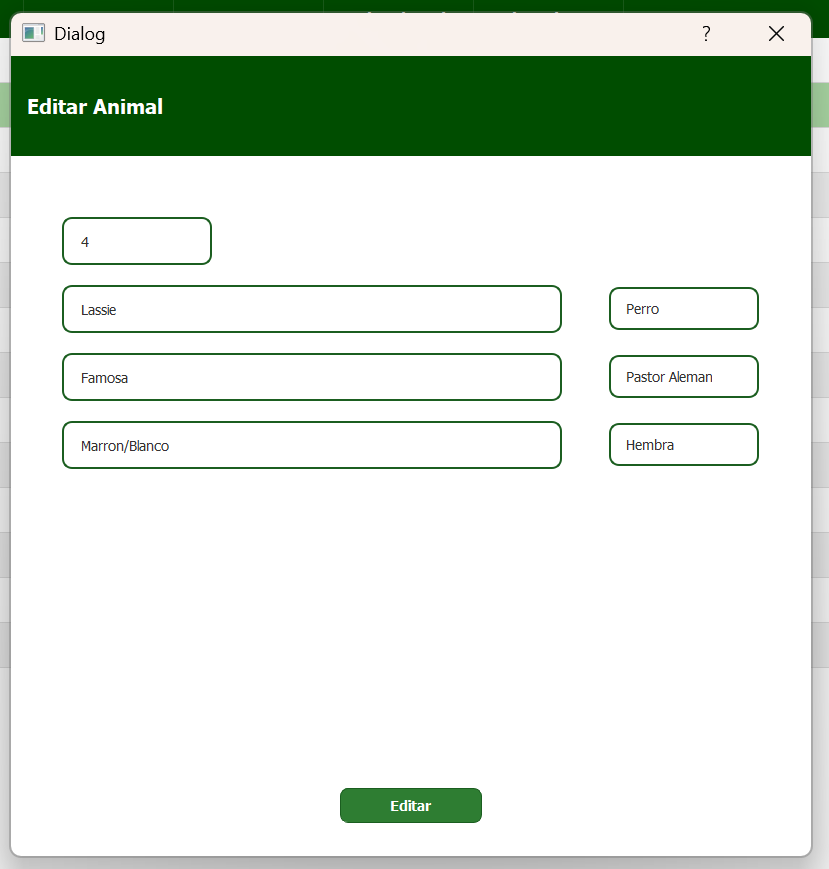 Dialog
?
Editar Animal
4
Lassie
Perro
Famosa
Pastor Aleman
Marron/Blanco
Hembra
Editar